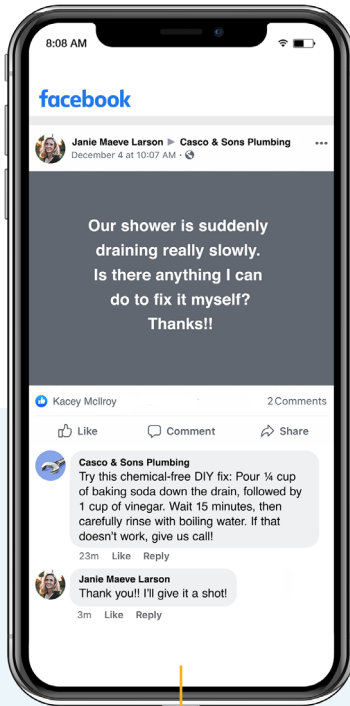 8:08 AM
facebook
Janie Maeve Larson ▶ Casco & Sons Plumbing
December 4 at 10:07 AM ·
Our shower is suddenly
draining really slowly.
Is there anything I can
do to fix it myself?
Thanks!!
Kacey McIlroy 2 Comments
Like Comment Share
Casco & Sons Plumbing
Try this chemical-free DIY fix: Pour ¼ cup
of baking soda down the drain, followed by
1 cup of vinegar. Wait 15 minutes, then
carefully rinse with boiling water. If that
doesn't work, give us call!
23m Like Reply
Janie Maeve Larson
Thank you!! I'll give it a shot!
3m Like Reply